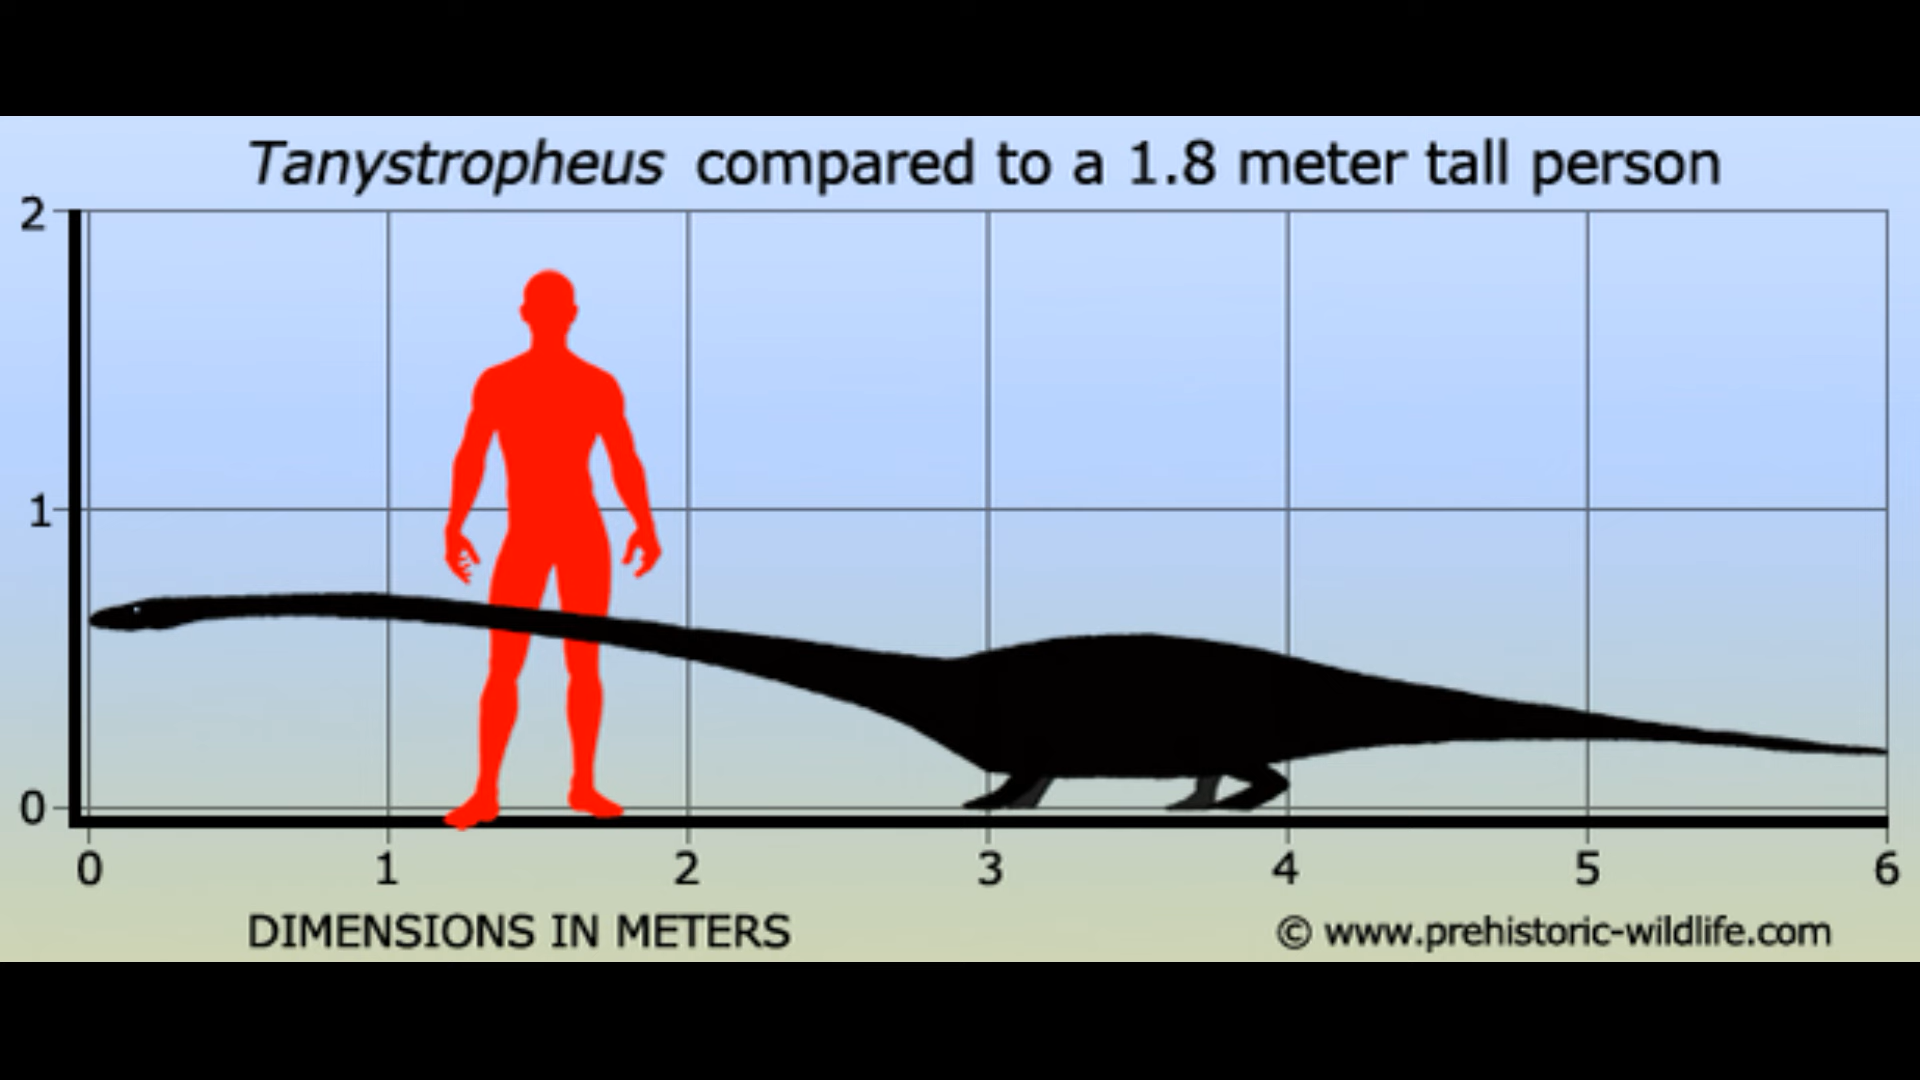 Tanystropheus compared to a 1.8 meter tall person
2
1
0
0 1 2 3 4 5 6
DIMENSIONS IN METERS
© www.prehistoric-wildlife.com